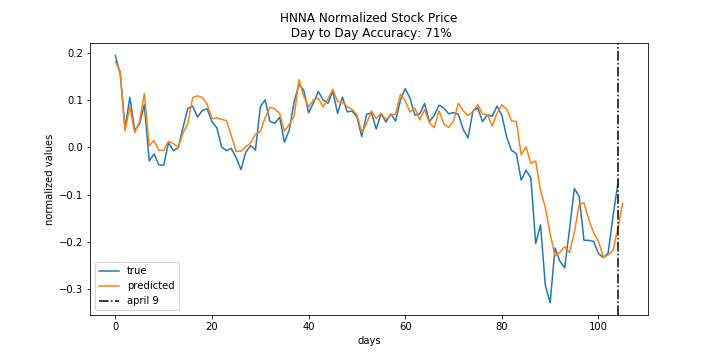 HNNA Normalized Stock Price
Day to Day Accuracy: 71%
normalized values
0.2
0.1
0.0
−0.1
−0.2
−0.3
true
predicted
april 9
0
20
40
60
80
100
days